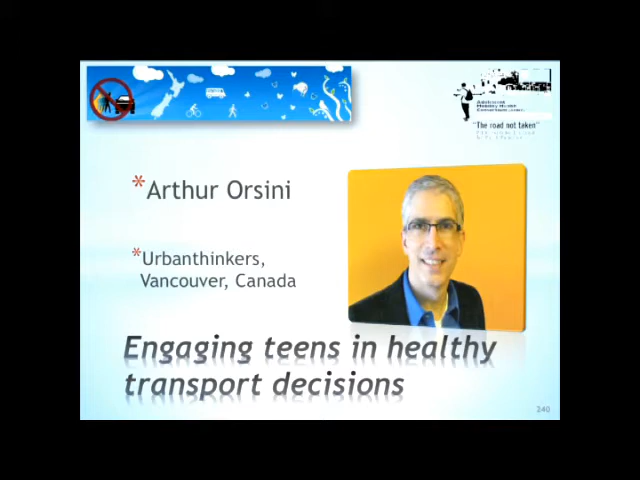 "The road not taken"
*Arthur Orsini
*Urbanthinkers,
Vancouver, Canada
Engaging teens in healthy
transport decisions
240